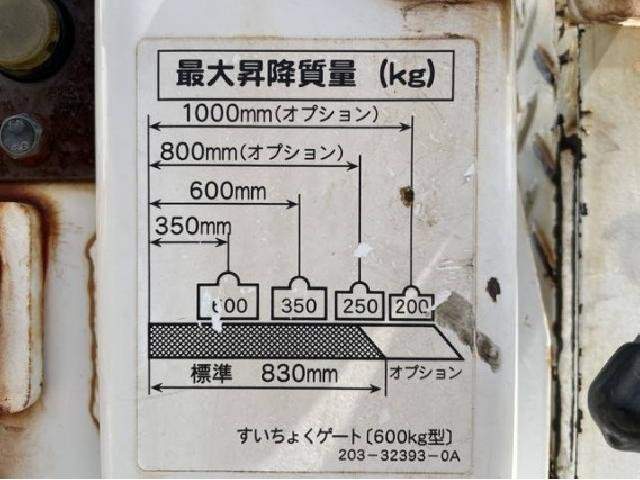 最大昇降質量 (kg)
1000mm(オプション)
800mm(オプション)
600mm
350mm
600 350 250 200
標準 830mm オプション
すいちょくゲート〔600kg型〕
203-32393-0A